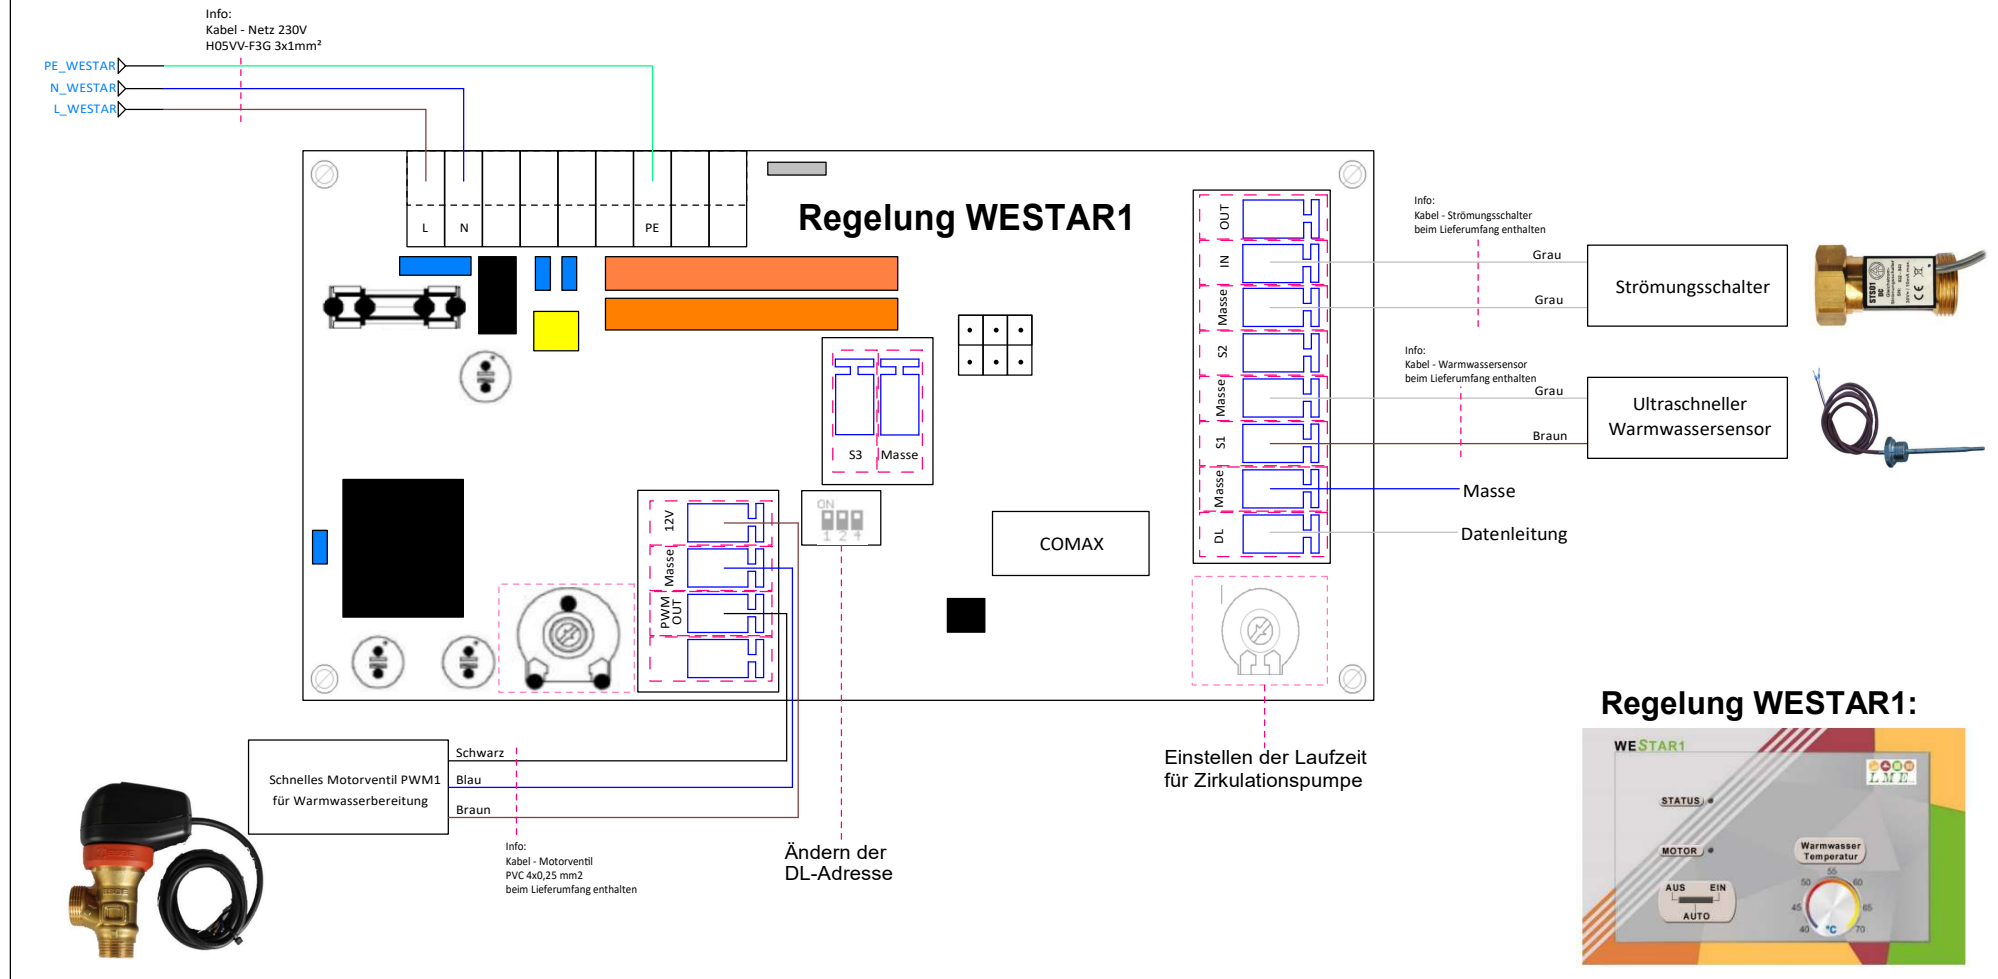 Info:
Kabel - Netz 230V
H05VV-F3G 3x1mm²
PE_WESTAR
N_WESTAR
L_WESTAR
L
N
PE
Regelung WESTAR1
OUT
IN
Masse
S2
Masse
S1
Masse
DL
Info:
Kabel - Strömungsschalter
beim Lieferumfang enthalten
Grau
Grau
Strömungsschalter
STS01
DC
Info:
Kabel - Warmwassersensor
beim Lieferumfang enthalten
Grau
Braun
Ultraschneller
Warmwassersensor
Masse
Datenleitung
S3
Masse
ON
1 2 4
12V
Masse
PWM
OUT
COMAX
Schnelles Motorventil PWM1
für Warmwasserbereitung
Schwarz
Blau
Braun
Info:
Kabel - Motorventil
PVC 4x0,25 mm2
beim Lieferumfang enthalten
Ändern der
DL-Adresse
Einstellen der Laufzeit
für Zirkulationspumpe
Regelung WESTAR1:
WESTAR1
LME
STATUS
MOTOR
AUS EIN
AUTO
Warmwasser
Temperatur
55
50 60
45 65
40 °C 70